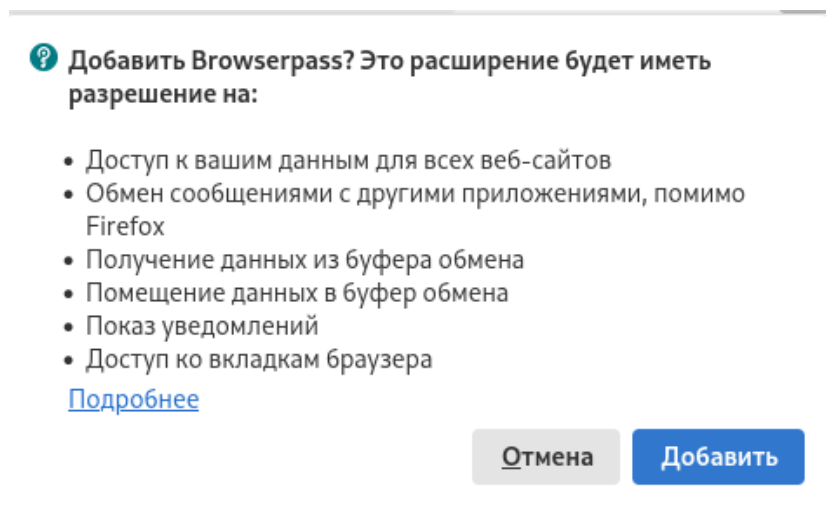 Добавить Browserpass? Это расширение будет иметь
разрешение на:
• Доступ к вашим данным для всех веб-сайтов
• Обмен сообщениями с другими приложениями, помимо
Firefox
• Получение данных из буфера обмена
• Помещение данных в буфер обмена
• Показ уведомлений
• Доступ ко вкладкам браузера
Подробнее
Отмена
Добавить